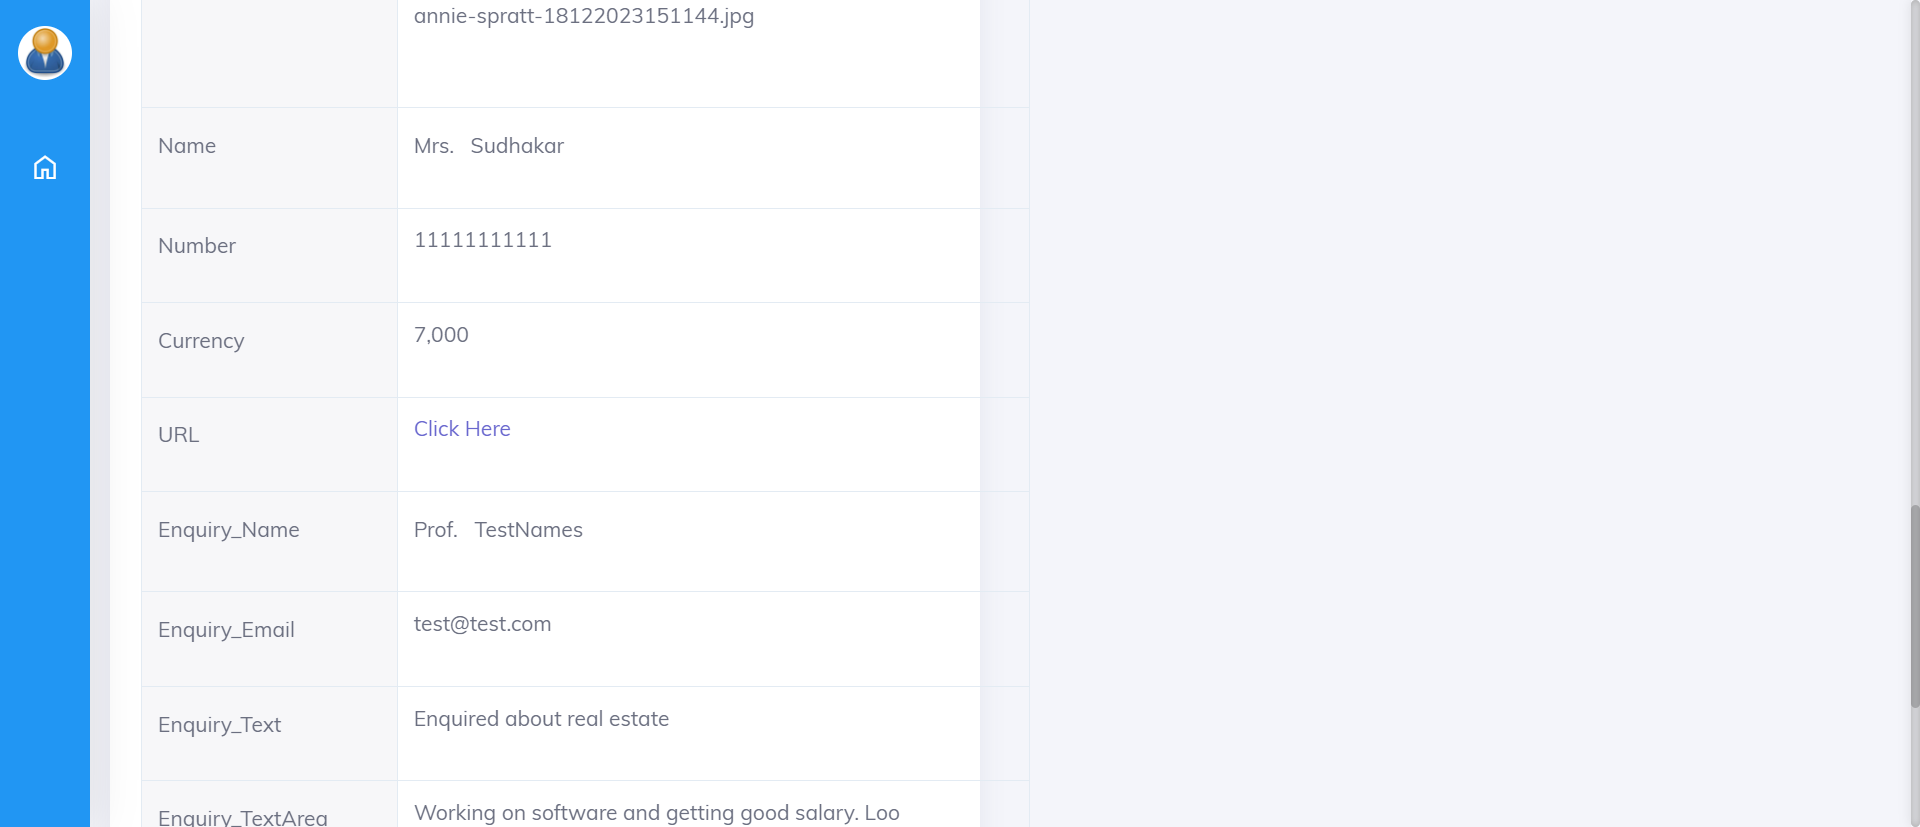 annie-spratt-18122023151144.jpg
Name
Mrs. Sudhakar
Number
11111111111
Currency
7,000
URL
Click Here
Enquiry_Name
Prof. TestNames
Enquiry_Email
test@test.com
Enquiry_Text
Enquired about real estate
Enquiry_TextArea
Working on software and getting good salary. Loo